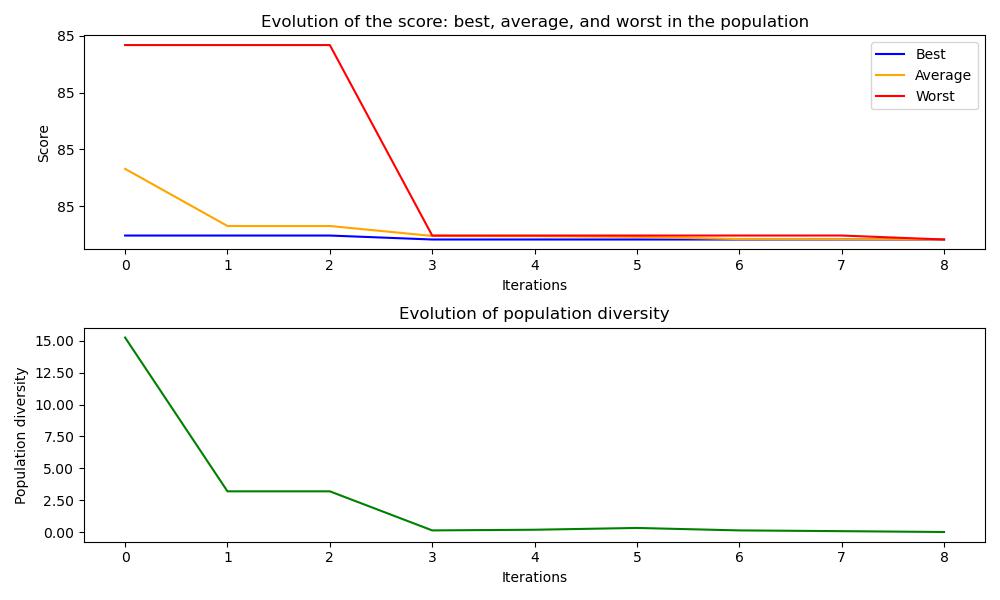 Evolution of the score: best, average, and worst in the population
85
85
85
85
Score
Best
Average
Worst
0 1 2 3 4 5 6 7 8
Iterations
Evolution of population diversity
15.00
12.50
10.00
7.50
5.00
2.50
0.00
Population diversity
0 1 2 3 4 5 6 7 8
Iterations